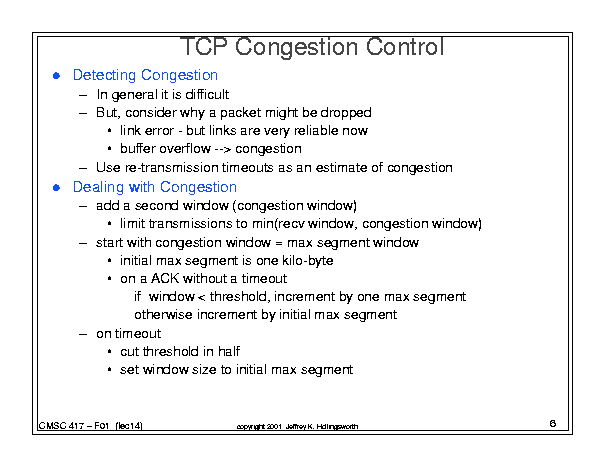 TCP Congestion Control
● Detecting Congestion
– In general it is difficult
– But, consider why a packet might be dropped
• link error - but links are very reliable now
• buffer overflow --> congestion
– Use re-transmission timeouts as an estimate of congestion
● Dealing with Congestion
– add a second window (congestion window)
• limit transmissions to min(recv window, congestion window)
– start with congestion window = max segment window
• initial max segment is one kilo-byte
• on a ACK without a timeout
if window < threshold, increment by one max segment
otherwise increment by initial max segment
– on timeout
• cut threshold in half
• set window size to initial max segment
CMSC 417 – F01 (lec14)
copyright 2001 Jeffrey K. Hollingsworth
6